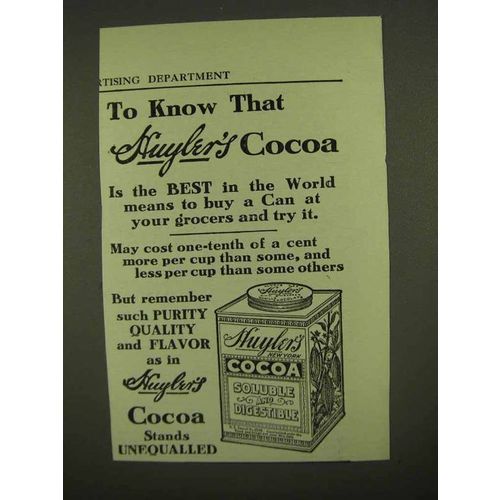 RTISING DEPARTMENT
To Know That
Huyler's Cocoa
Is the BEST in the World
means to buy a Can at
your grocers and try it.
May cost one-tenth of a cent
more per cup than some, and
less per cup than some others
But remember
such PURITY
QUALITY
and FLAVOR
as in
Huyler's
Cocoa
Stands
UNEQUALLED
Huyler's
Huyler's
NEW YORK
COCOA
SOLUBLE
AND
DIGESTIBLE